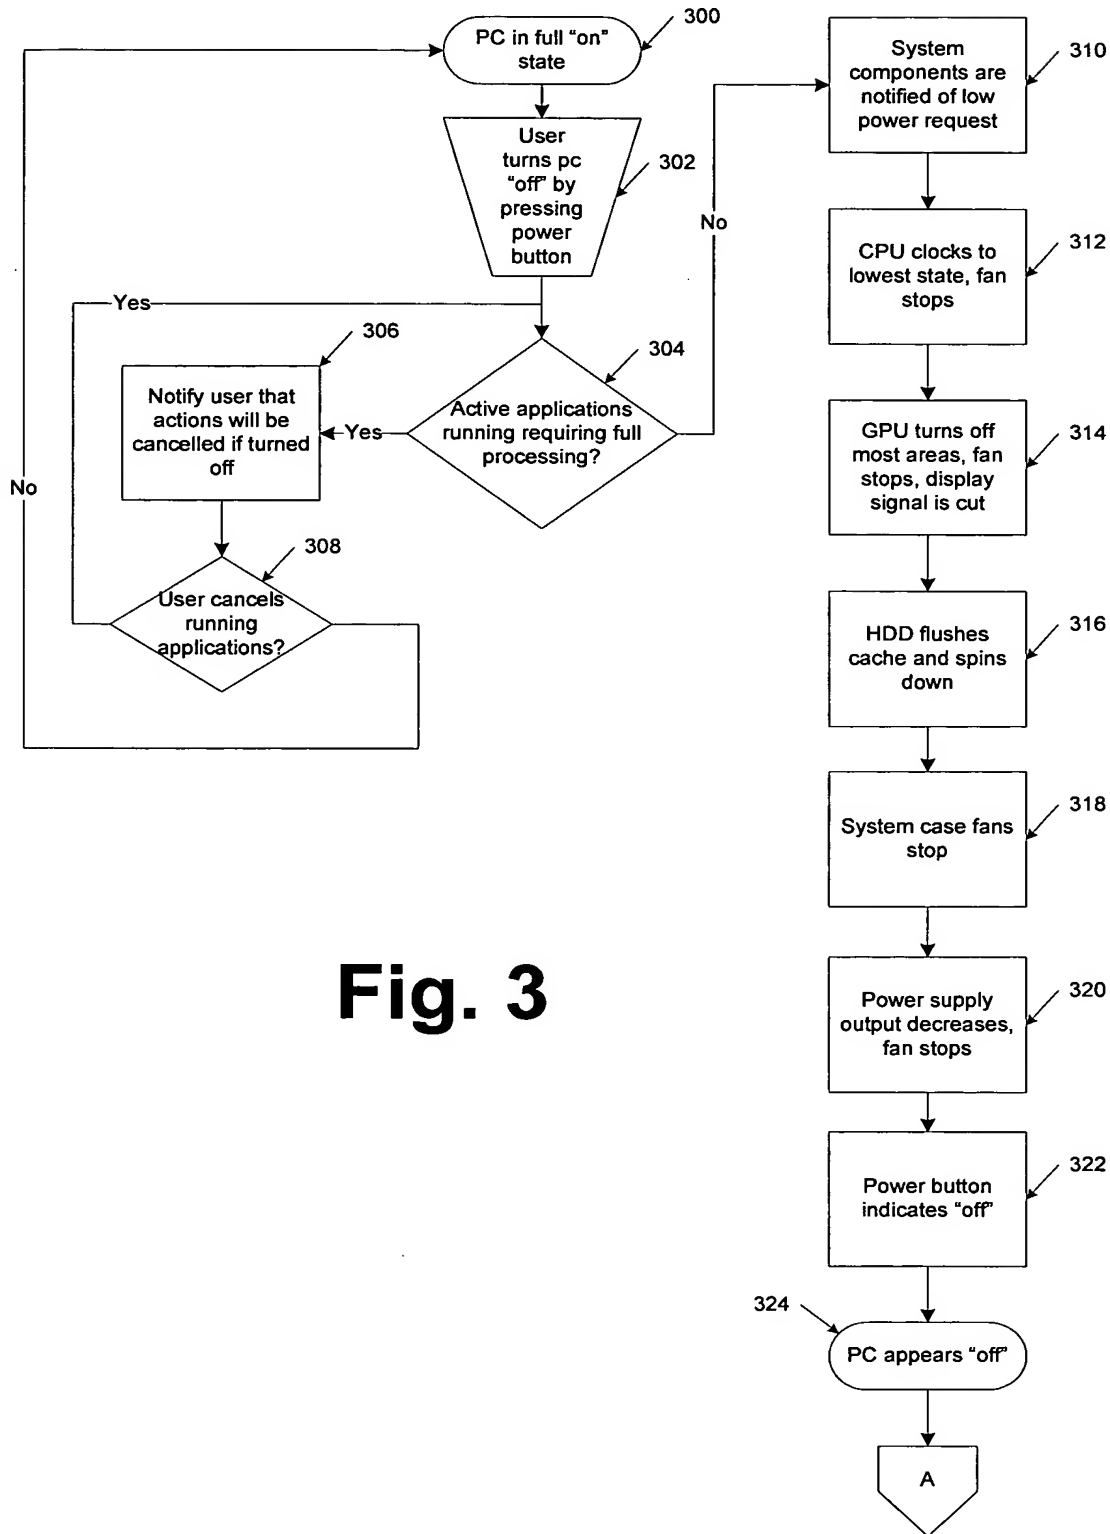 PC in full “on”
state
300
User
turns pc
“off” by
pressing
power
button
302
Yes
304
Active applications
running requiring full
processing?
Yes
No
306
Notify user that
actions will be
cancelled if turned
off
308
User cancels
running
applications?
No
System
components are
notified of low
power request
310
CPU clocks to
lowest state, fan
stops
312
GPU turns off
most areas, fan
stops, display
signal is cut
314
HDD flushes
cache and spins
down
316
System case fans
stop
318
Power supply
output decreases,
fan stops
320
Power button
indicates “off”
322
324
PC appears “off”
A
Fig. 3